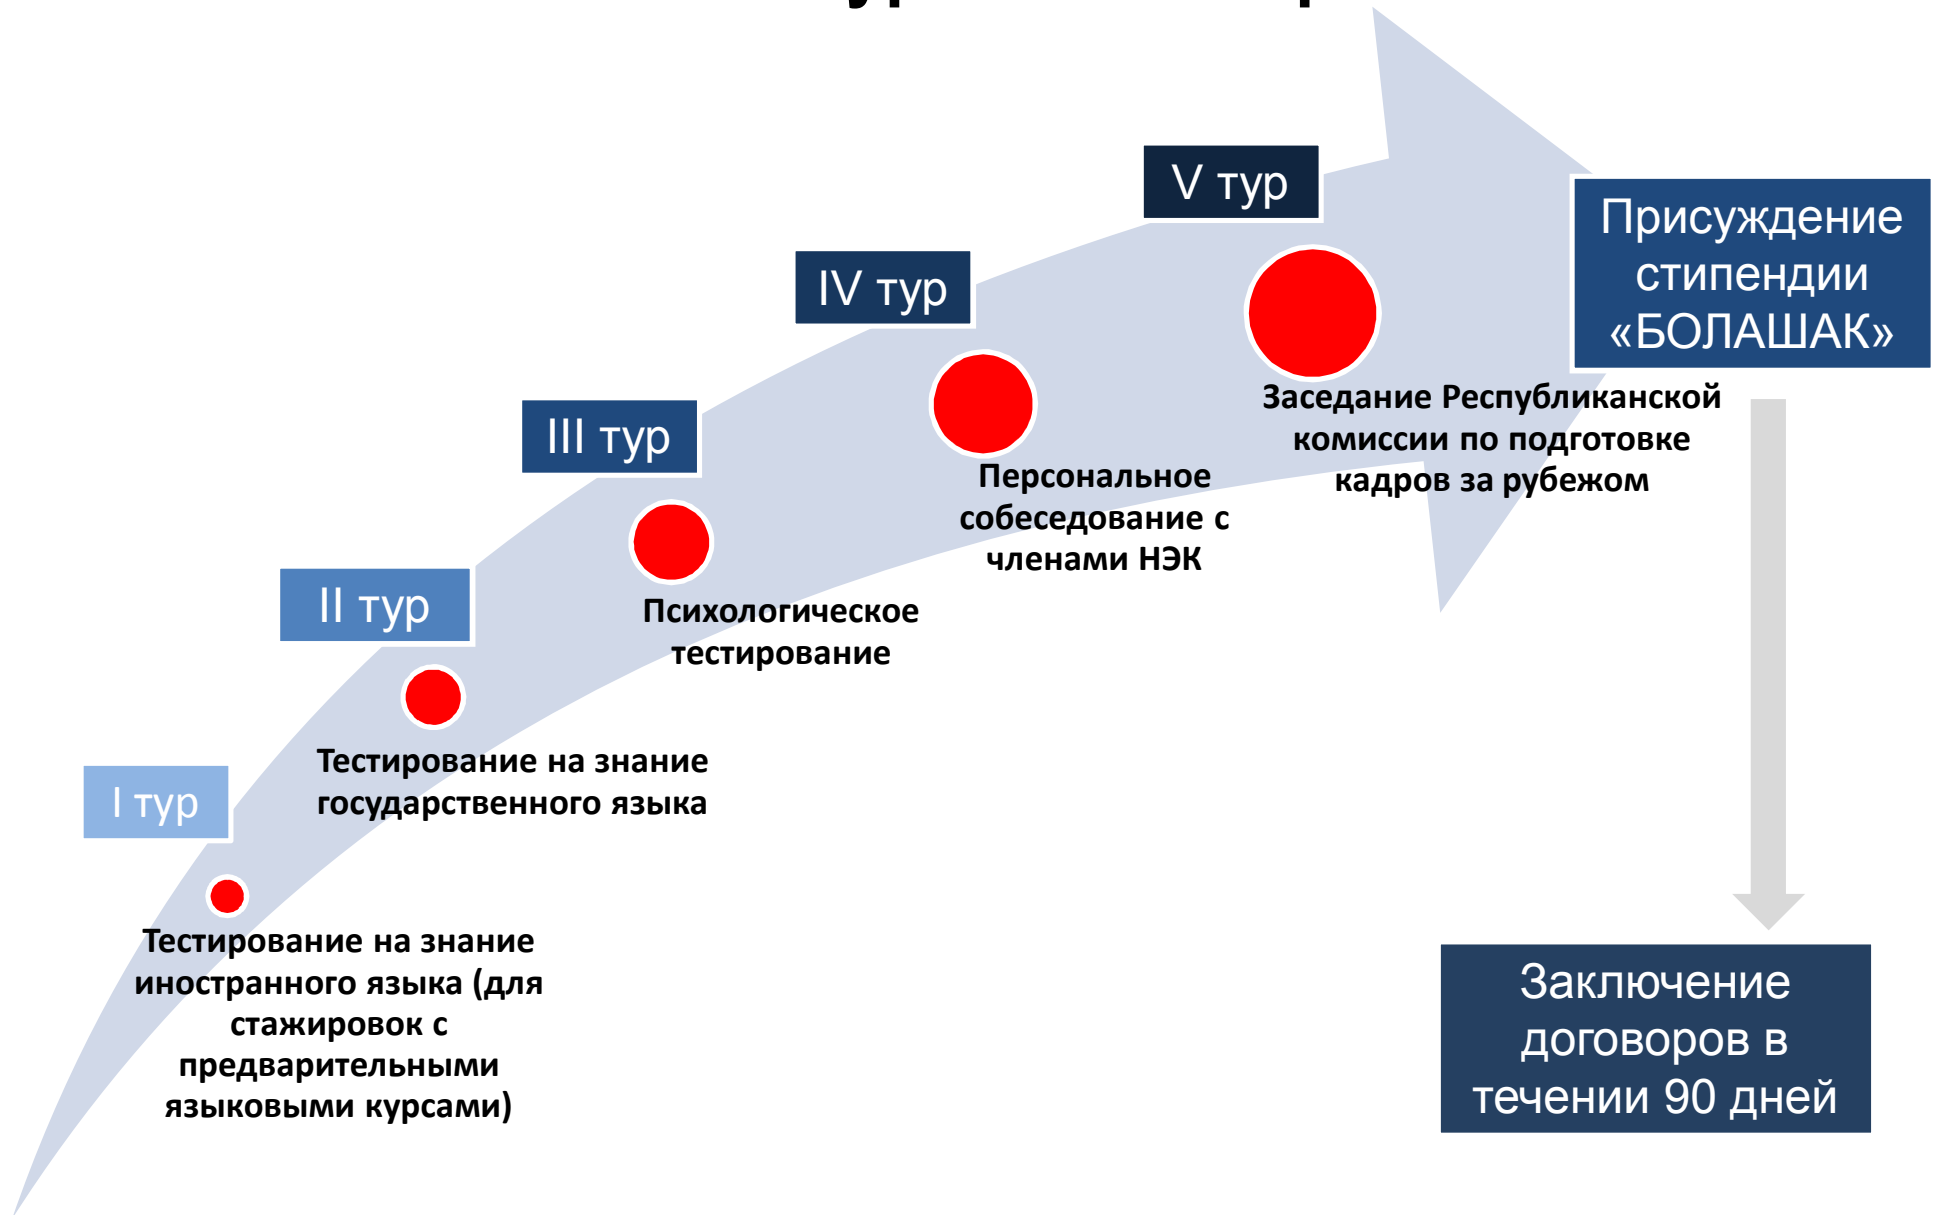 I тур
Тестирование на знание
иностранного языка (для
стажировок с
предварительными
языковыми курсами)
II тур
Тестирование на знание
государственного языка
III тур
Психологическое
тестирование
IV тур
Персональное
собеседование с
членами НЭК
V тур
Заседание Республиканской
комиссии по подготовке
кадров за рубежом
Присуждение
стипендии
«БОЛАШАК»
Заключение
договоров в
течении 90 дней